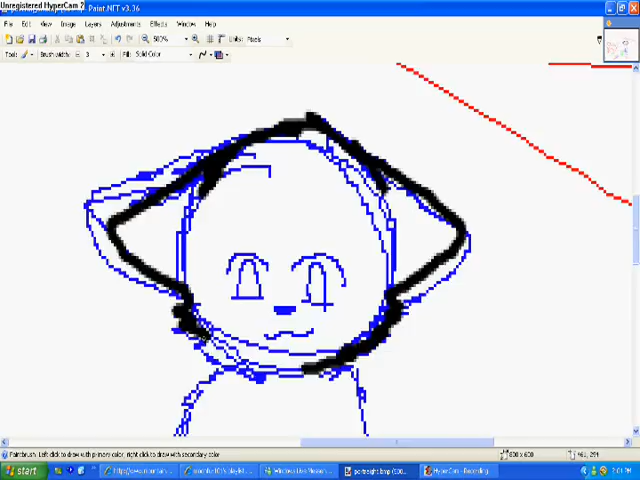 Unregistered HyperCam 2
Paint.NET v3.36
File Edit View Image Layers Adjustments Effects Window Help
500% Units: Pixels
Tool: Brush width: 3 Fill: Solid Color
Paintbrush: Left click to draw with primary color, right click to draw with secondary color
800 x 600
start
HyperCam - Recording